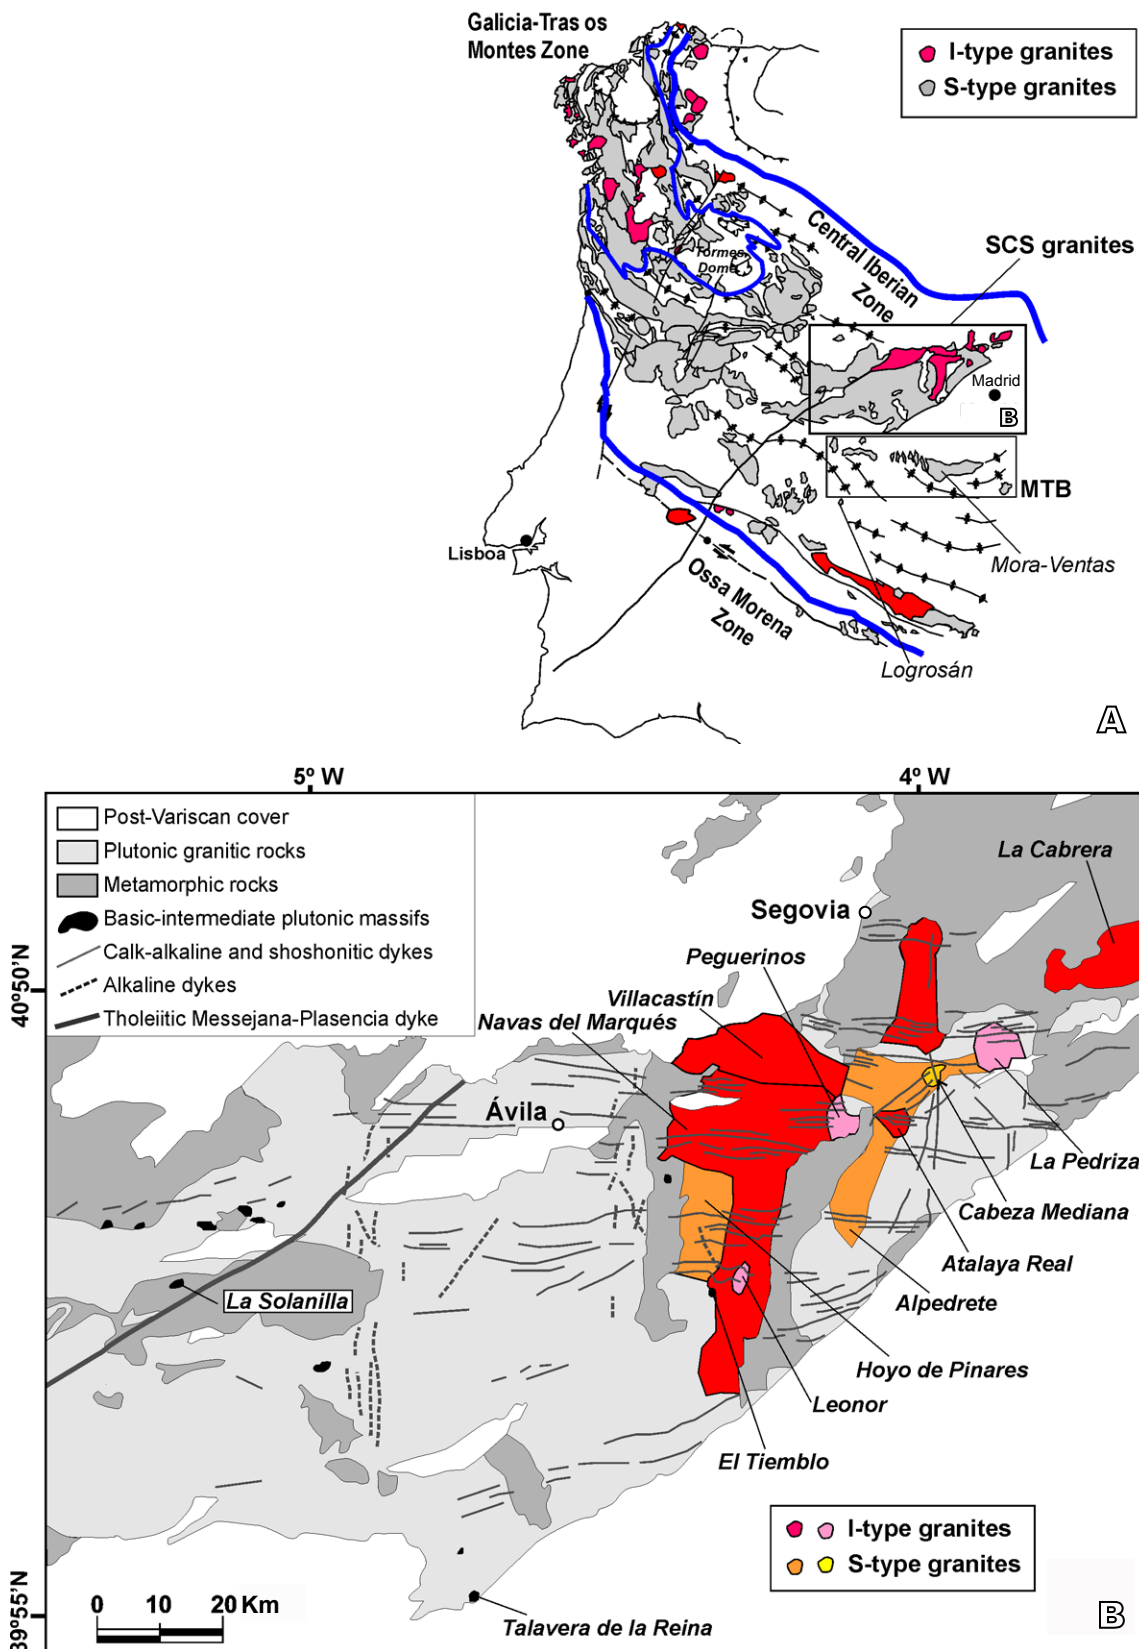 Galicia-Tras os
Montes Zone
I-type granites
S-type granites
Central Iberian
Zone
SCS granites
Tormes
Dome
Madrid
B
MTB
Lisboa
Mora-Ventas
Ossa Morena
Zone
Logrosán
A
5º W
4º W
Post-Variscan cover
Plutonic granitic rocks
Metamorphic rocks
Basic-intermediate plutonic massifs
Calk-alkaline and shoshonitic dykes
Alkaline dykes
Tholeiitic Messejana-Plasencia dyke
40º50'N
La Cabrera
Segovia
Peguerinos
Villacastín
Navas del Marqués
Ávila
La Pedriza
Cabeza Mediana
Atalaya Real
Alpedrete
La Solanilla
Hoyo de Pinares
Leonor
El Tiemblo
I-type granites
S-type granites
39º55'N
0 10 20 Km
Talavera de la Reina
B